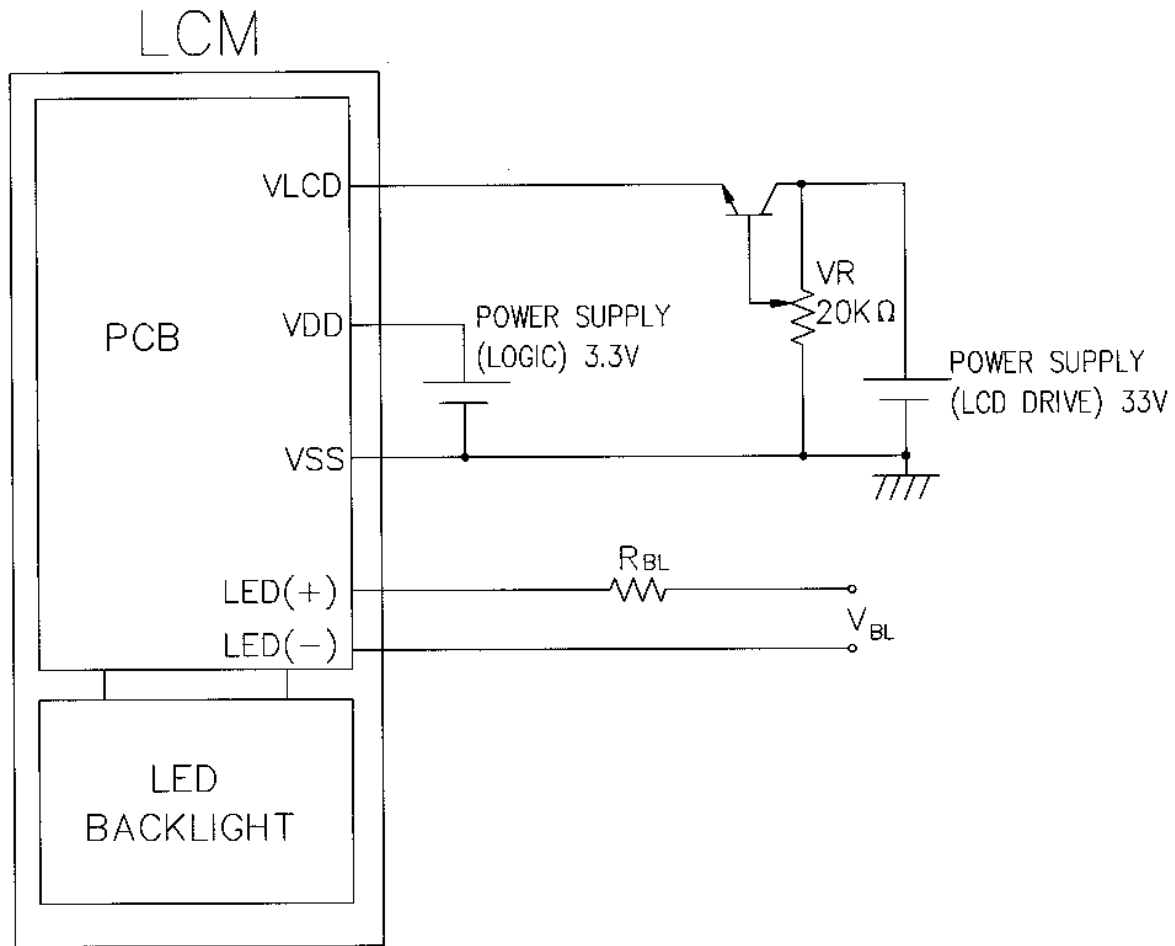 LCM
VLCD
VR
20KΩ
VDD
POWER SUPPLY
(LOGIC) 3.3V
PCB
POWER SUPPLY
(LCD DRIVE) 33V
VSS
RBL
LED(+)
VBL
LED(-)
LED
BACKLIGHT